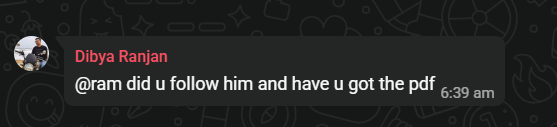 Dibya Ranjan
@ram did u follow him and have u got the pdf
6:39 am